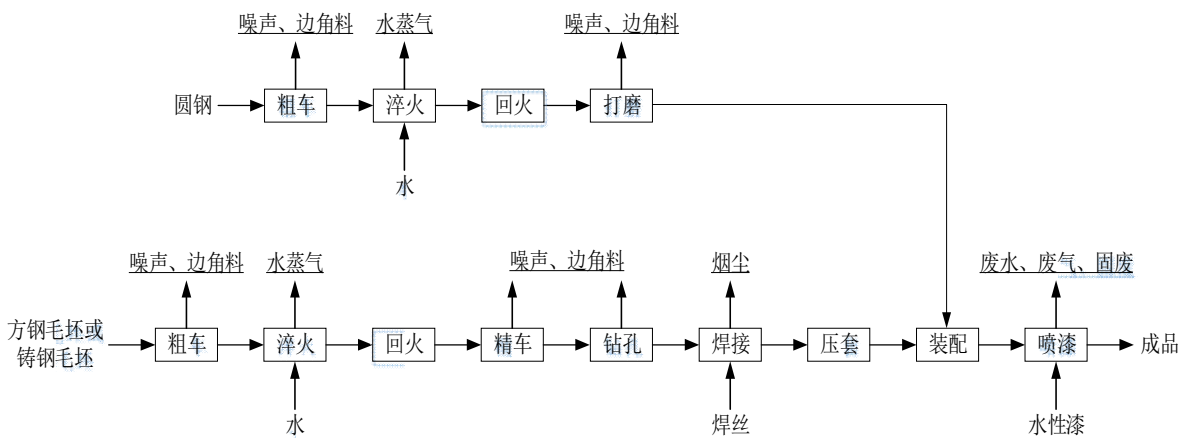 噪声、边角料
水蒸气
噪声、边角料
圆钢
粗车
淬火
回火
打磨
水
噪声、边角料
水蒸气
噪声、边角料
烟尘
废水、废气、固废
方钢毛坯或
铸钢毛坯
粗车
淬火
回火
精车
钻孔
焊接
压套
装配
喷漆
成品
水
焊丝
水性漆